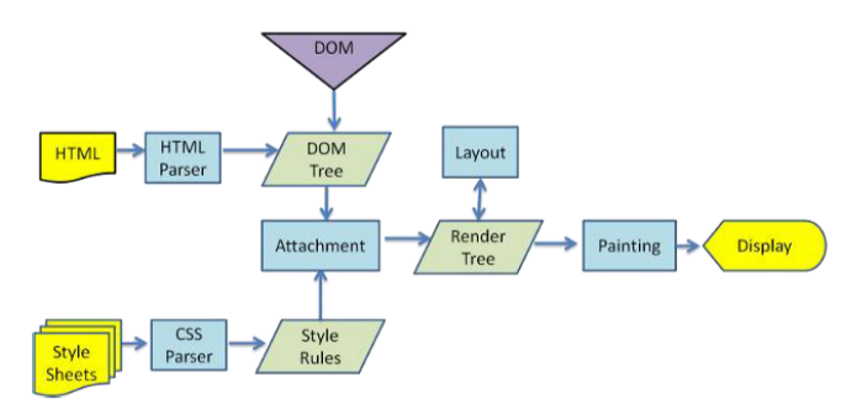 DOM
HTML
HTML
Parser
DOM
Tree
Layout
Attachment
Render
Tree
Painting
Display
Style
Sheets
CSS
Parser
Style
Rules